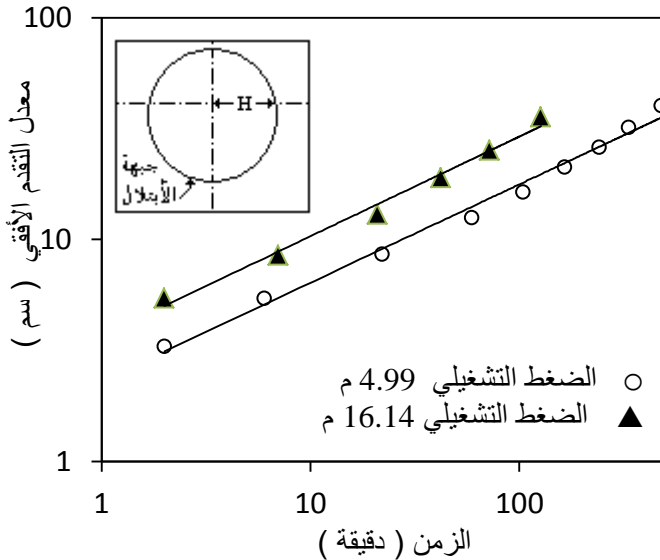 100
H
جبهة
الأبتلال
معدل التقدم الأفقي ( سم )
10
الضغط التشغيلي 4.99 م
الضغط التشغيلي 16.14 م
1
1
10
100
الزمن ( دقيقة )